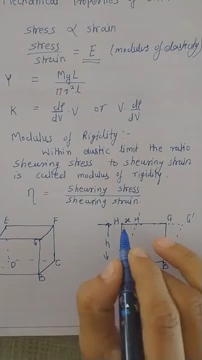 Mechanical Properties of
stress ∝ strain
stress / strain = E (modulus of elasticity)
Y = MgL / πr²l
K = dP/dV V or V dP/dV
Modulus of Rigidity :-
Within elastic limit the ratio
shearing stress to shearing strain
is called modulus of rigidity.
η = Shearing stress / Shearing strain
E F
G
D C
B
H x H' G G'
h
B